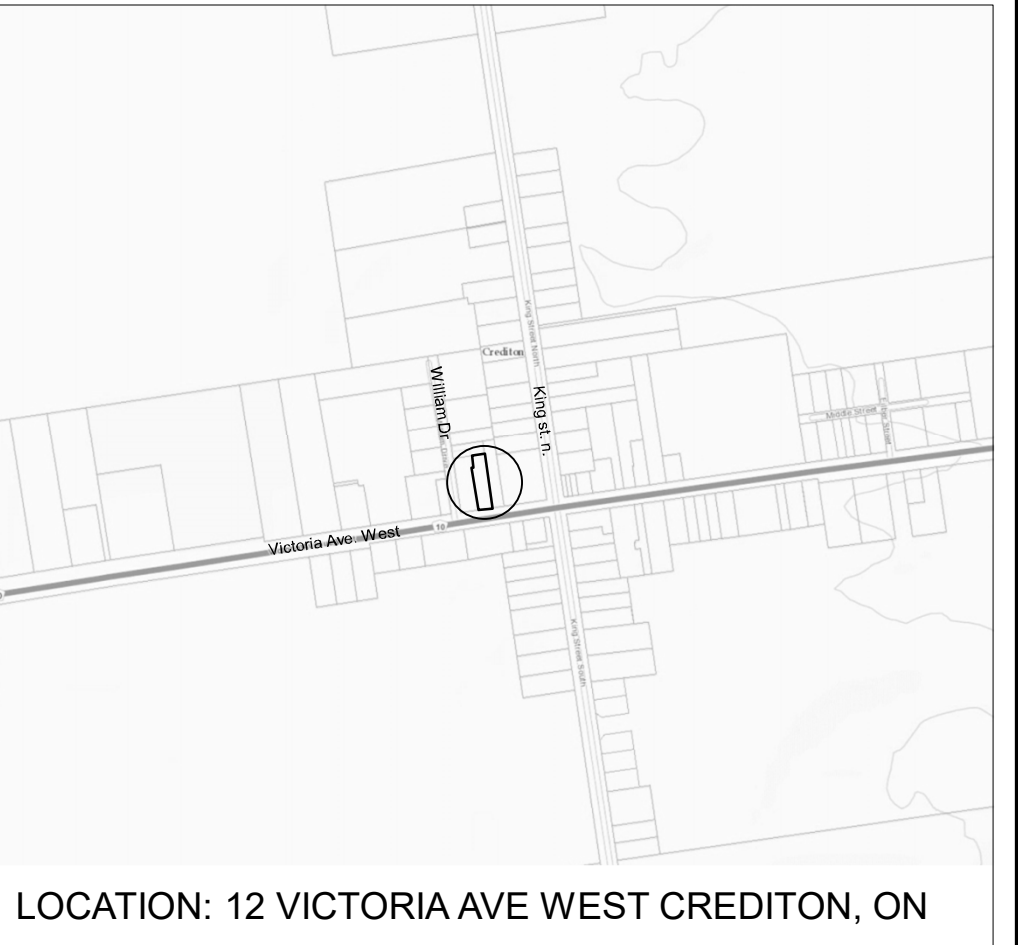 King Street North
Crediton
William Dr
King st. n.
Middle Street
10
Victoria Ave. West
King Street South
LOCATION: 12 VICTORIA AVE WEST CREDITON, ON